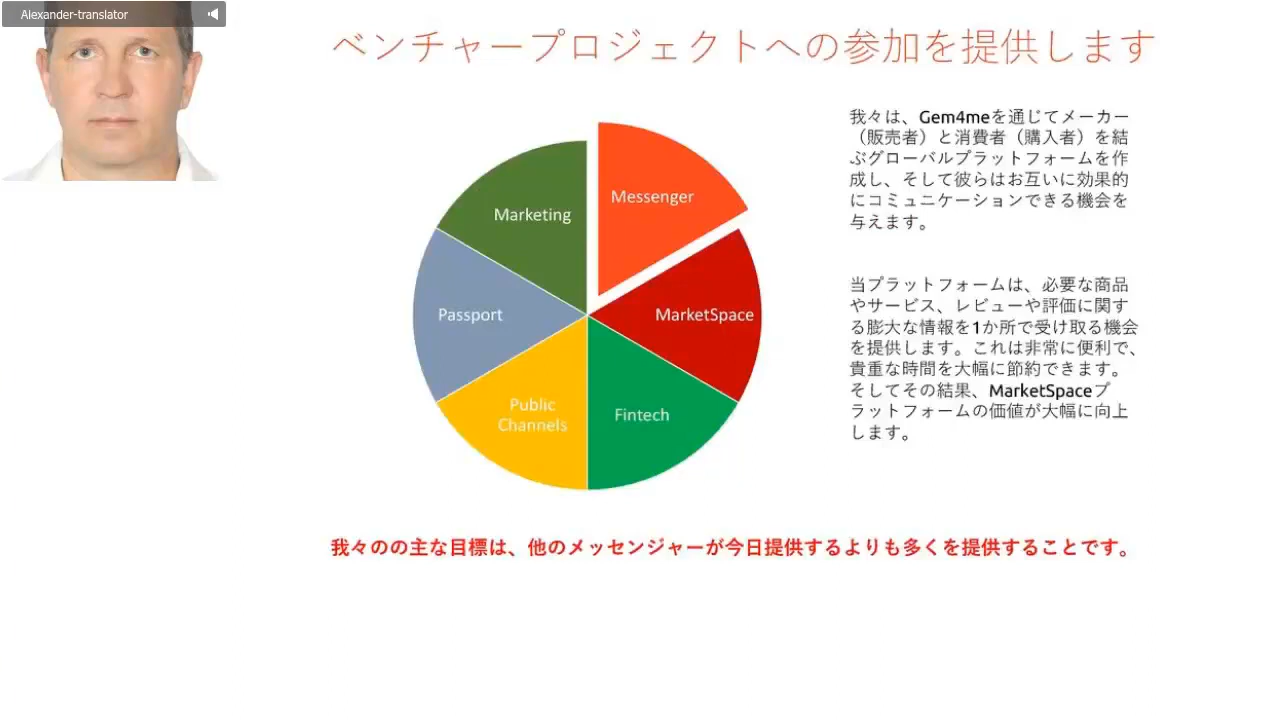 Alexander-translator
ベンチャープロジェクトへの参加を提供します
Messenger
Marketing
Passport
MarketSpace
Public
Channels
Fintech
我々は、Gem4meを通じてメーカー
（販売者）と消費者（購入者）を結
ぶグローバルプラットフォームを作
成し、そして彼らはお互いに効果的
にコミュニケーションできる機会を
与えます。
当プラットフォームは、必要な商品
やサービス、レビューや評価に関す
る膨大な情報を1か所で受け取る機会
を提供します。これは非常に便利で、
貴重な時間を大幅に節約できます。
そしてその結果、MarketSpaceプ
ラットフォームの価値が大幅に向上
します。
我々のの主な目標は、他のメッセンジャーが今日提供するよりも多くを提供することです。